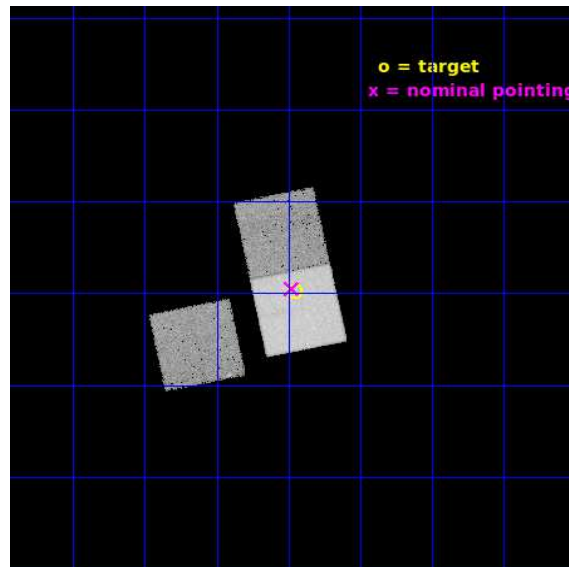 o = target
x = nominal pointing